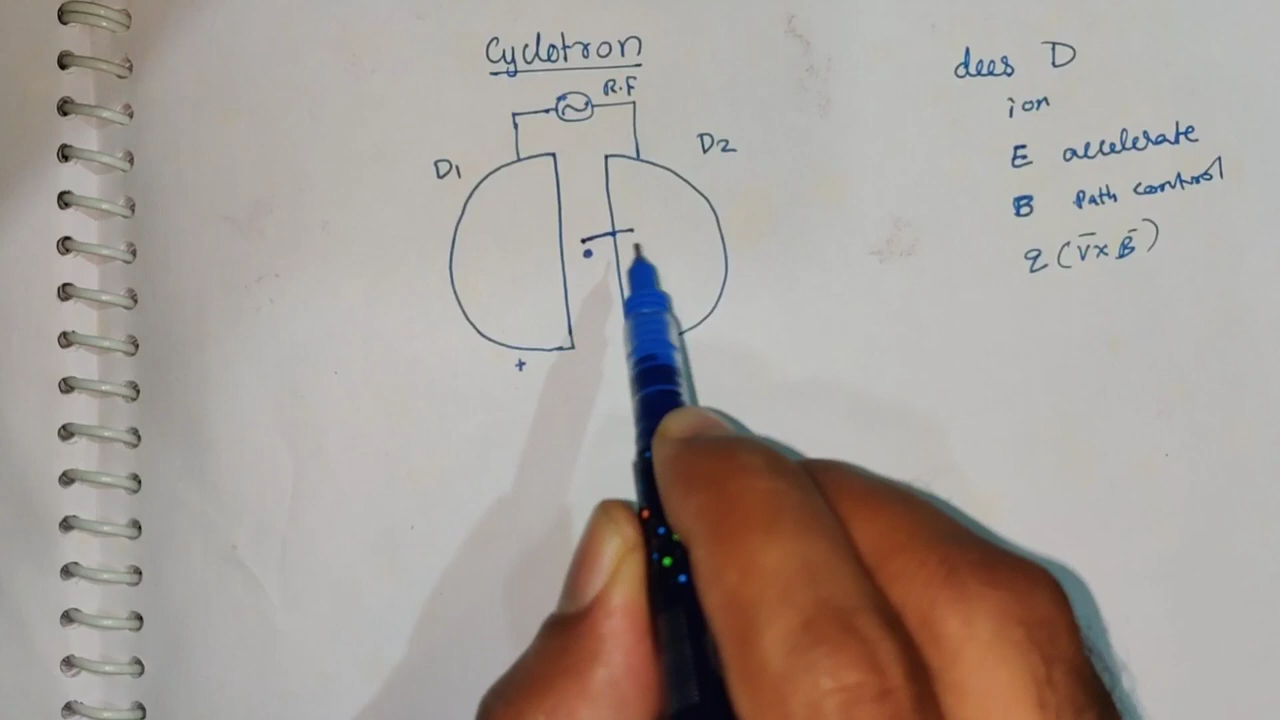 Cyclotron
R.F
D1
D2
+
dees D
ion
E accelerate
B Path control
q(v̄×B̄)